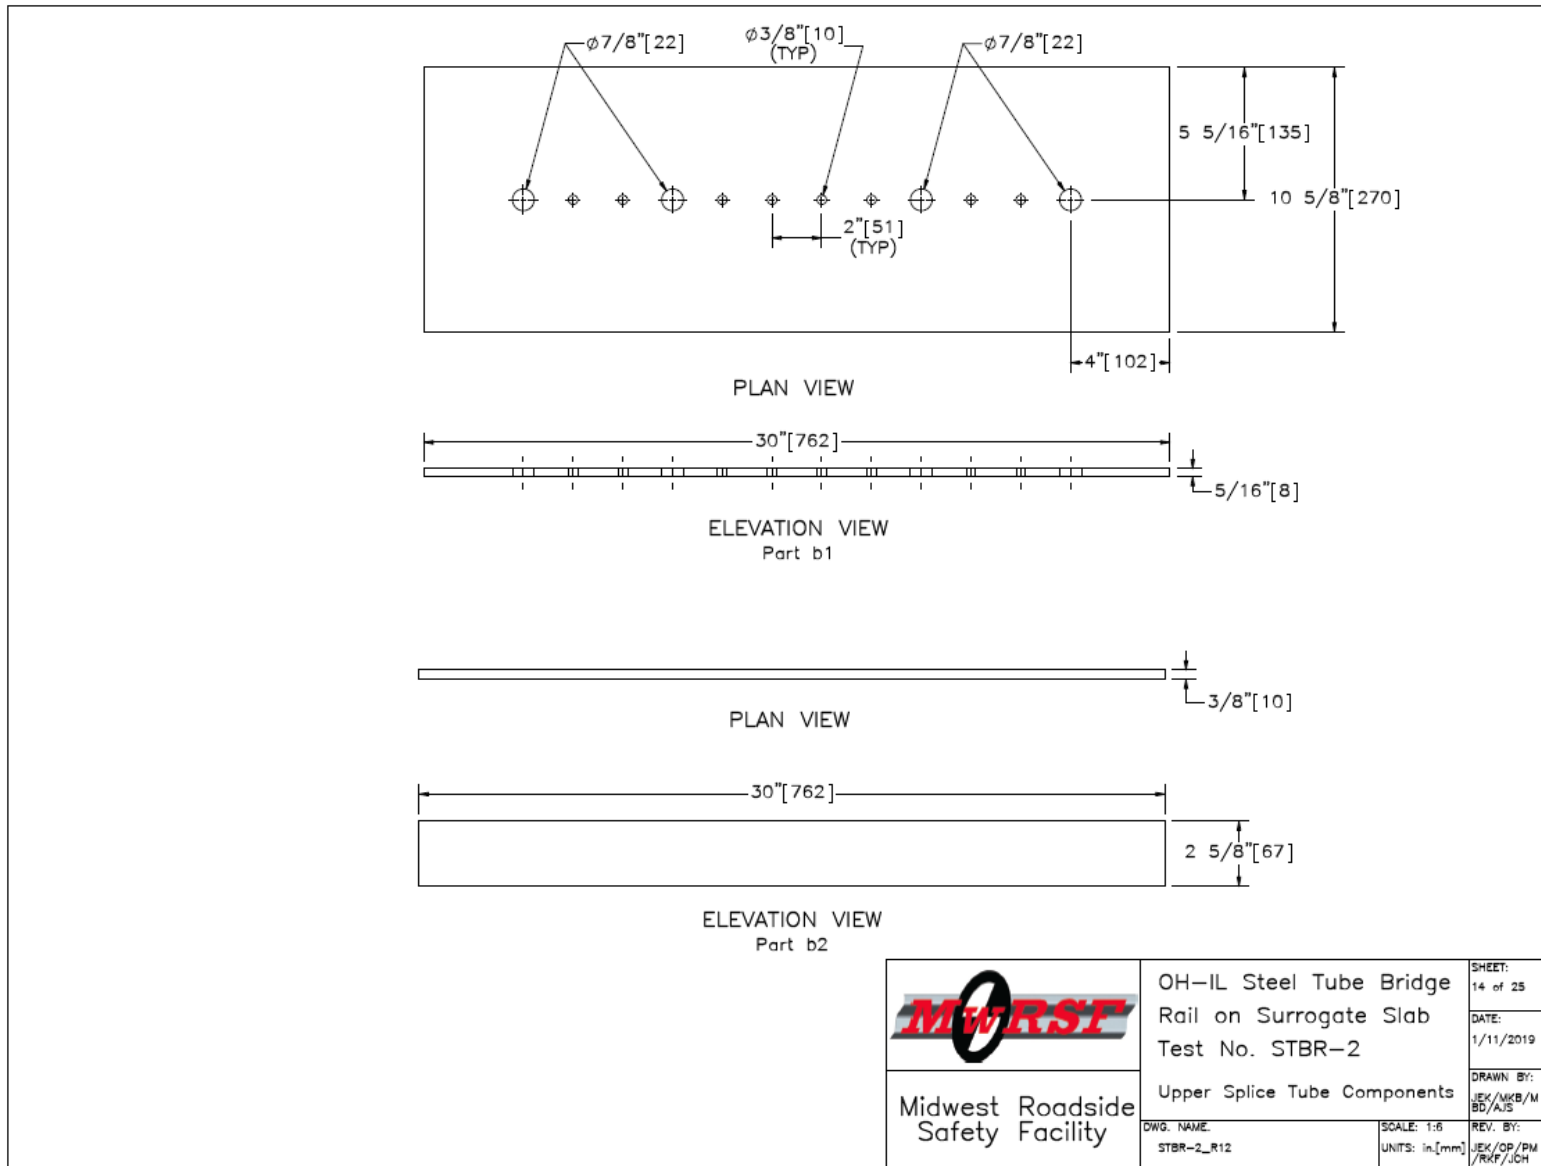 ø7/8"[22]
ø3/8"[10]
(TYP)
ø7/8"[22]
5 5/16"[135]
10 5/8"[270]
2"[51]
(TYP)
4"[102]
PLAN VIEW
30"[762]
5/16"[8]
ELEVATION VIEW
Part b1
3/8"[10]
PLAN VIEW
30"[762]
2 5/8"[67]
ELEVATION VIEW
Part b2
MwRSF
Midwest Roadside
Safety Facility
OH-IL Steel Tube Bridge
Rail on Surrogate Slab
Test No. STBR-2
Upper Splice Tube Components
DWG. NAME.
STBR-2_R12
SCALE: 1:6
UNITS: in.[mm]
SHEET:
14 of 25
DATE:
1/11/2019
DRAWN BY:
JEK/MKB/M
BD/AJS
REV. BY:
JEK/OP/PM
/RKF/JCH